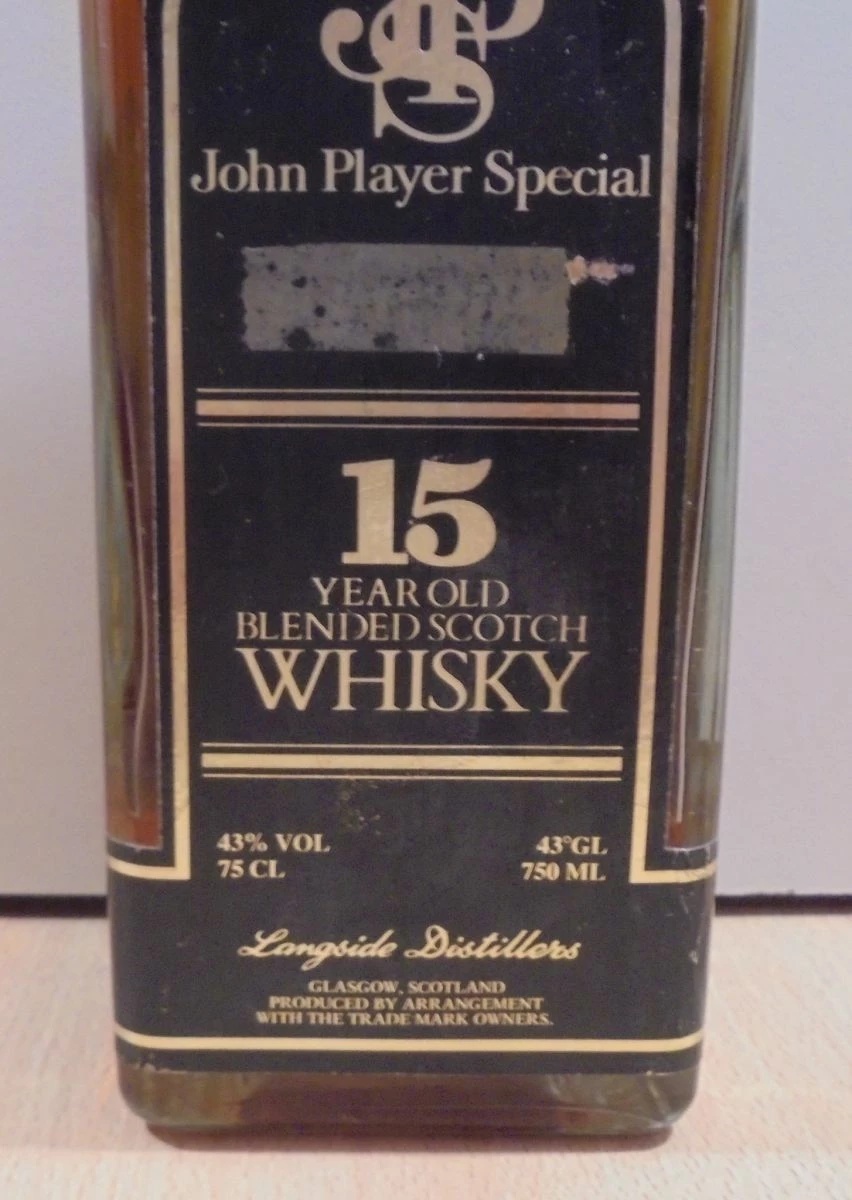 JPS
John Player Special
15
YEAR OLD
BLENDED SCOTCH
WHISKY
43% VOL 43°GL
75 CL 750 ML
Langside Distillers
GLASGOW, SCOTLAND
PRODUCED BY ARRANGEMENT
WITH THE TRADE MARK OWNERS.